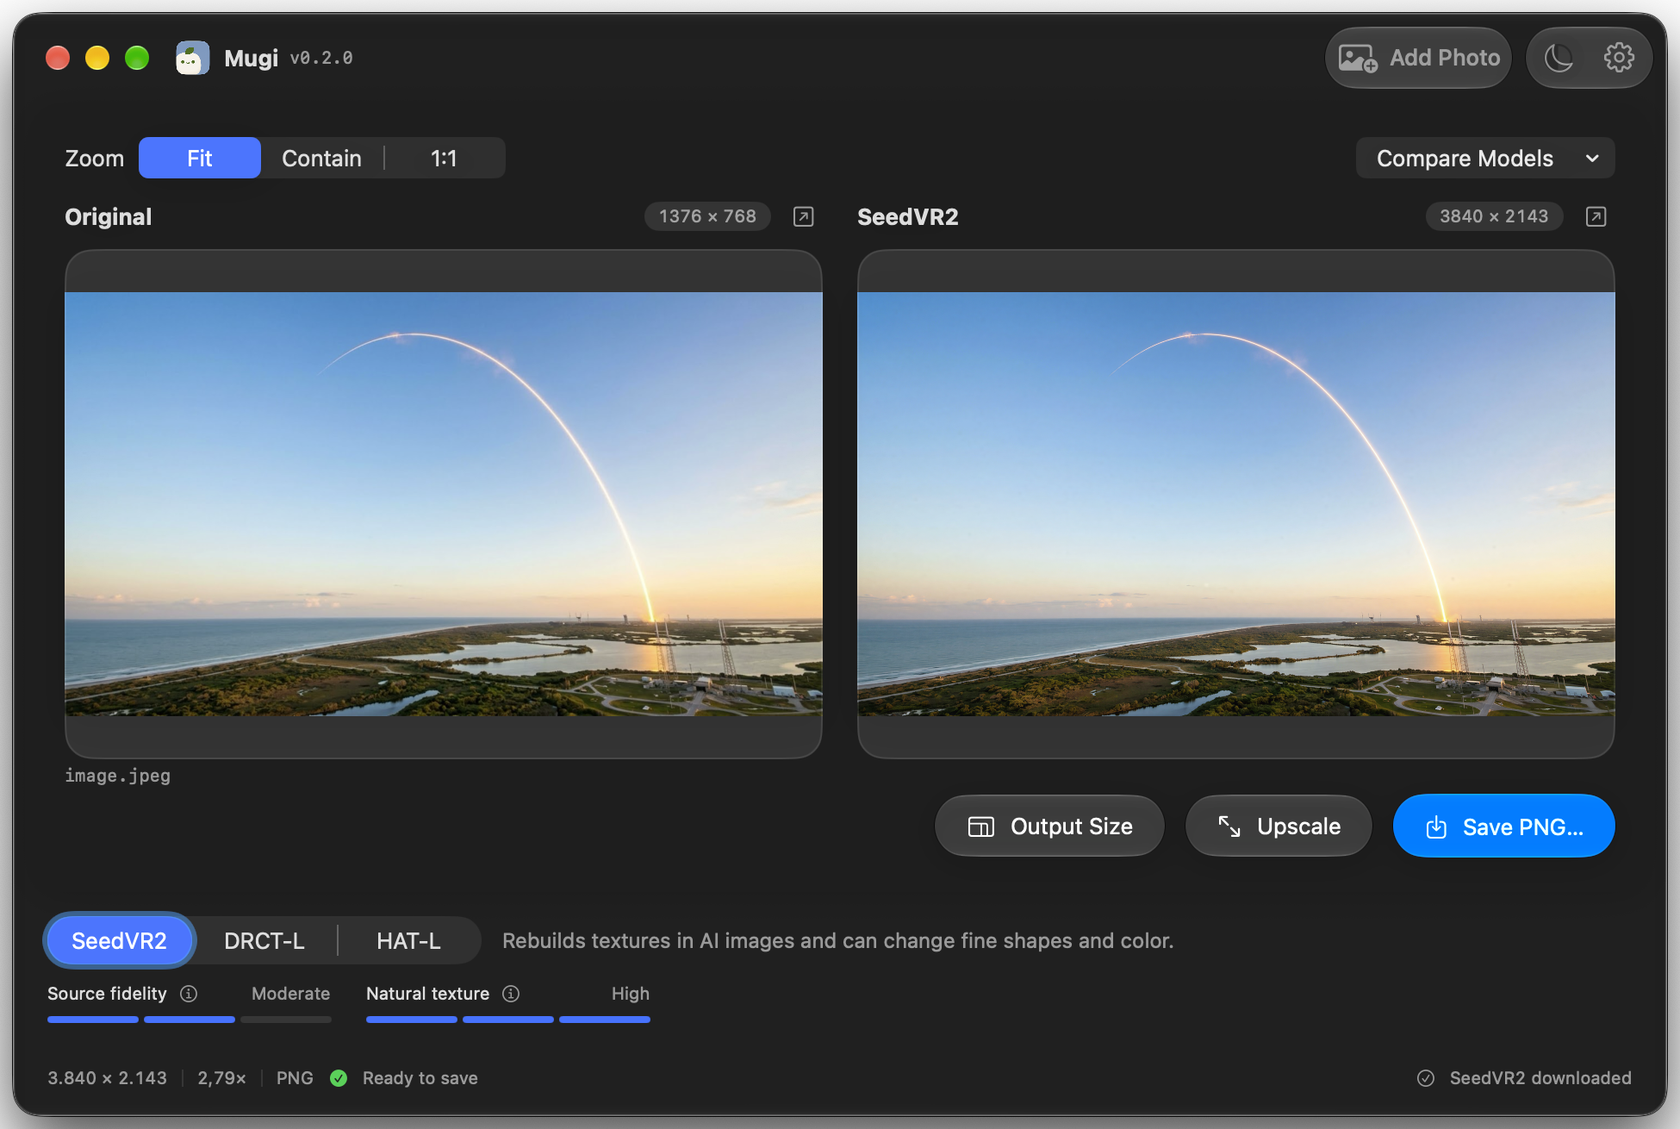 Mugi v0.2.0
Add Photo
Zoom Fit Contain 1:1
Compare Models
Original 1376 × 768
SeedVR2 3840 × 2143
image.jpeg
Output Size
Upscale
Save PNG...
SeedVR2 DRCT-L HAT-L
Rebuilds textures in AI images and can change fine shapes and color.
Source fidelity Moderate
Natural texture High
3.840 × 2.143 2,79× PNG Ready to save
SeedVR2 downloaded